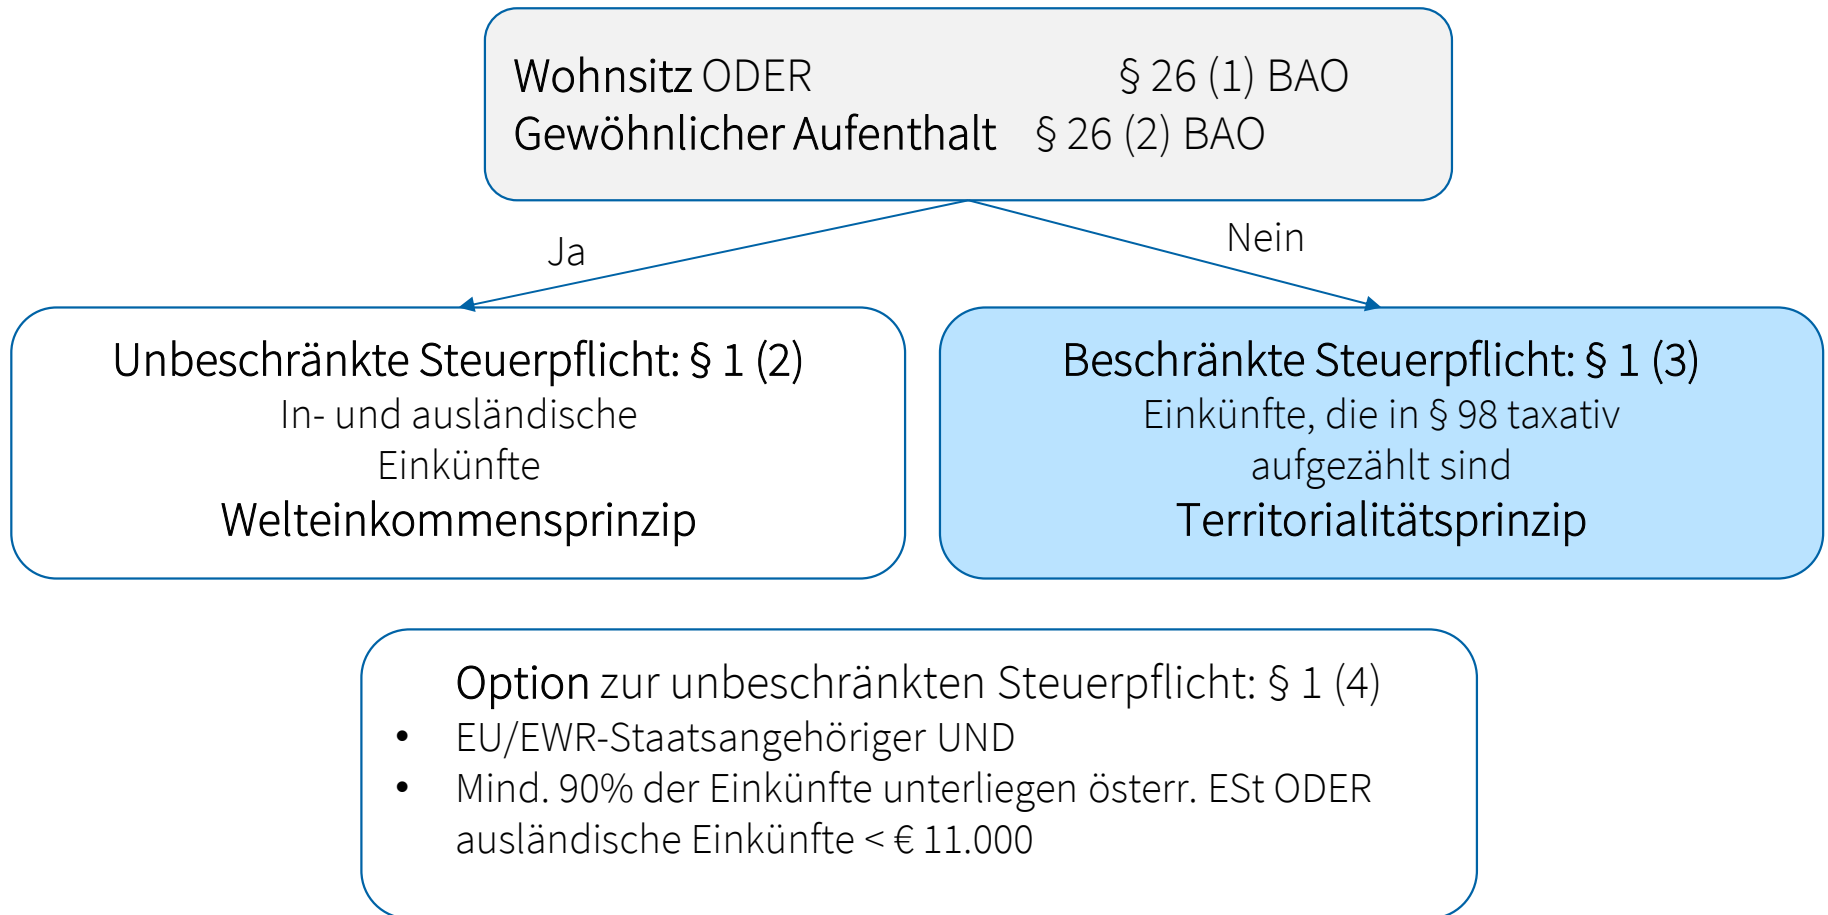 Wohnsitz ODER § 26 (1) BAO
Gewöhnlicher Aufenthalt § 26 (2) BAO
Ja
Nein
Unbeschränkte Steuerpflicht: § 1 (2)
In- und ausländische
Einkünfte
Welteinkommensprinzip
Beschränkte Steuerpflicht: § 1 (3)
Einkünfte, die in § 98 taxativ
aufgezählt sind
Territorialitätsprinzip
Option zur unbeschränkten Steuerpflicht: § 1 (4)
• EU/EWR-Staatsangehöriger UND
• Mind. 90% der Einkünfte unterliegen österr. ESt ODER
ausländische Einkünfte < € 11.000